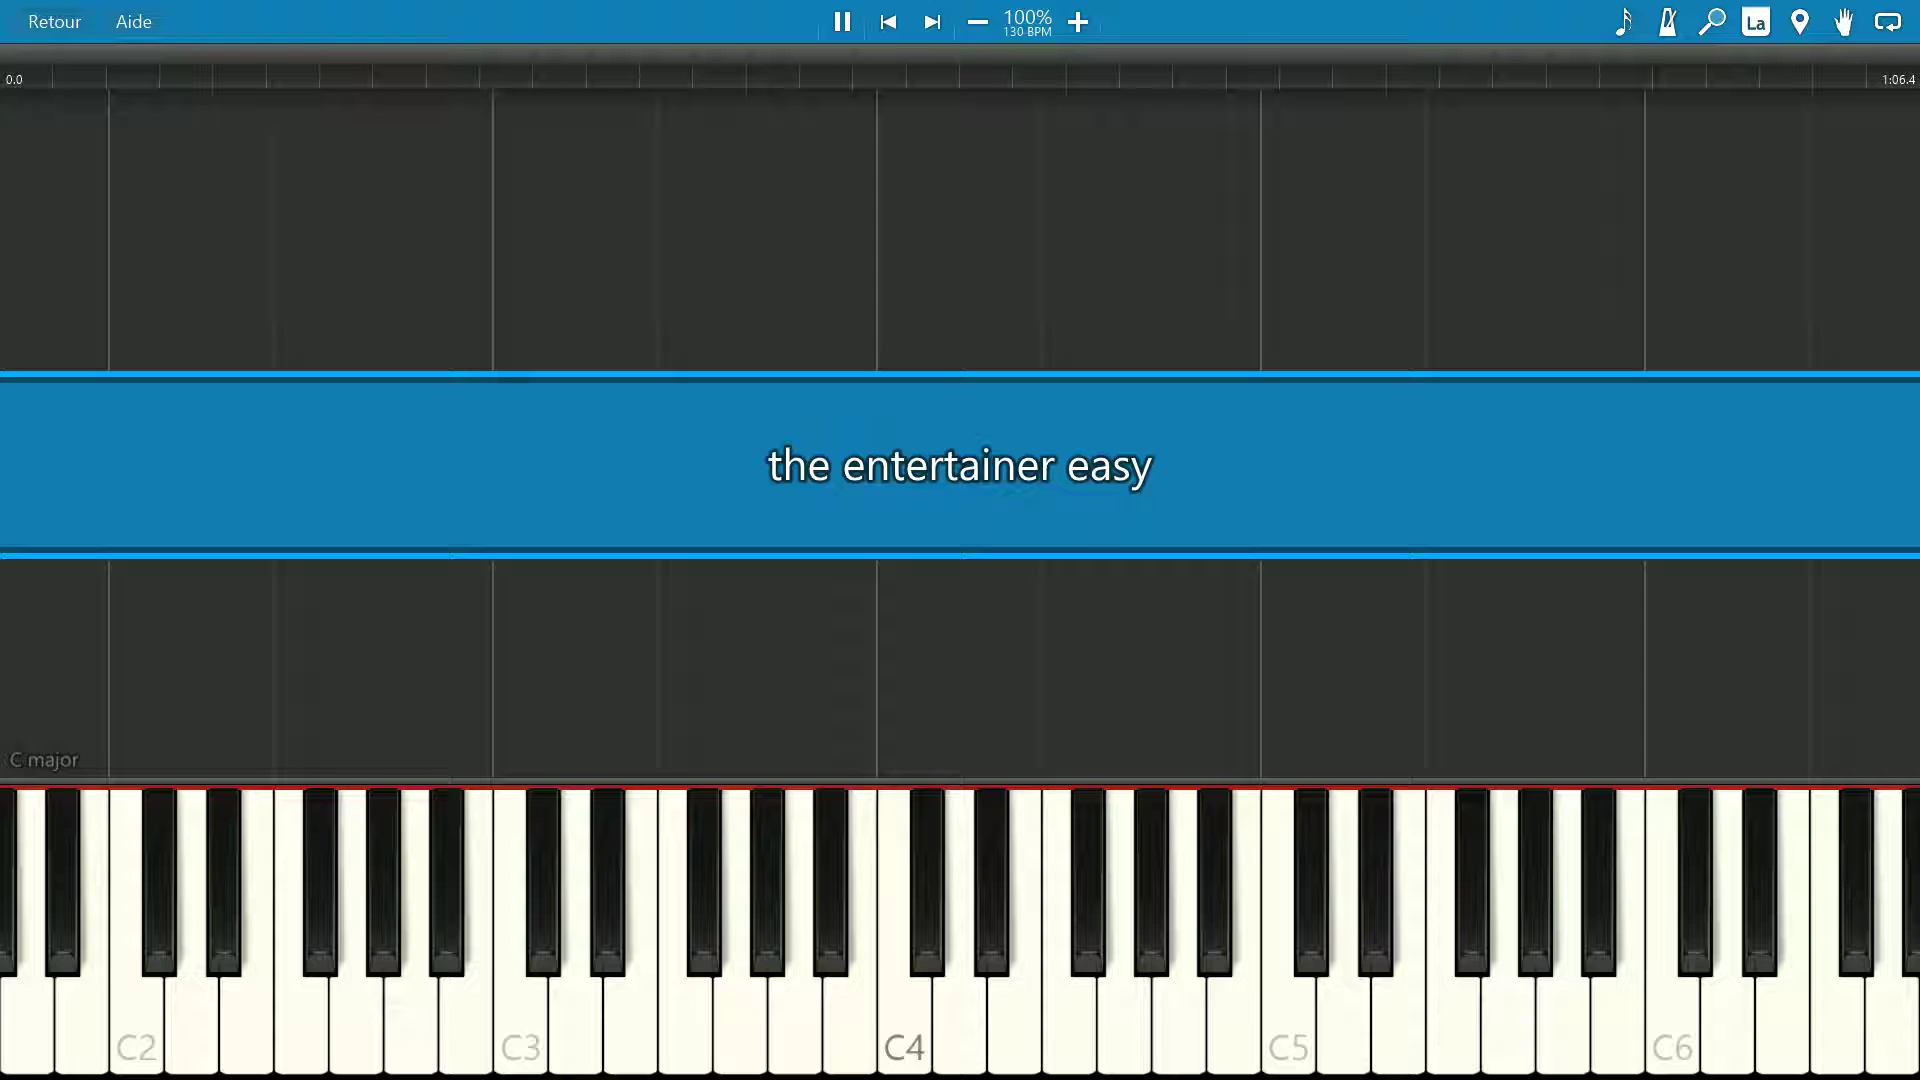 Retour Aide
100%
130 BPM
La
0.0
1:06.4
the entertainer easy
C major
C2 C3 C4 C5 C6